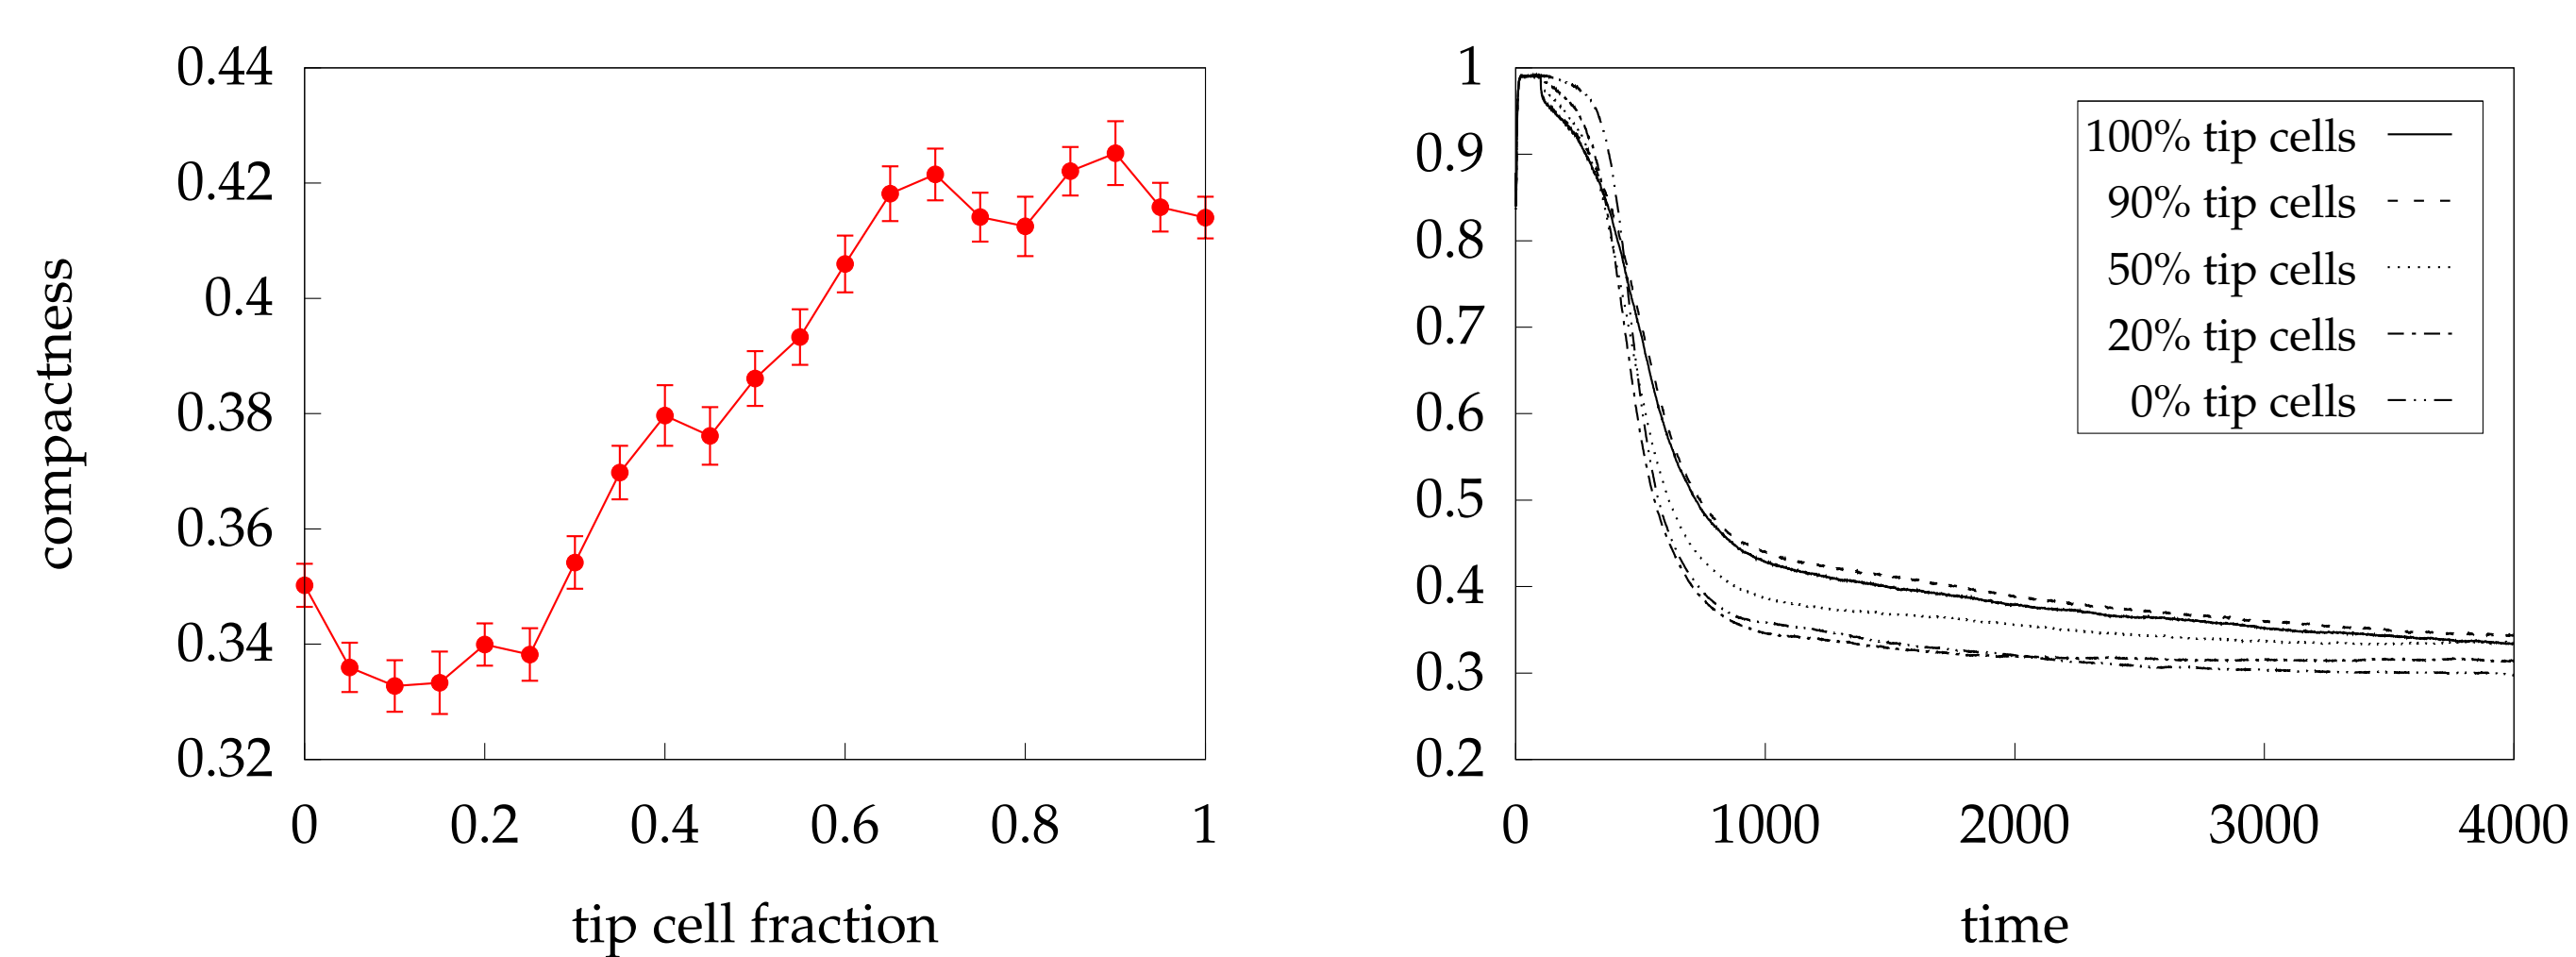 0.44
0.42
0.4
0.38
0.36
0.34
0.32
compactness
0 0.2 0.4 0.6 0.8 1
tip cell fraction
1
0.9
0.8
0.7
0.6
0.5
0.4
0.3
0.2
100% tip cells
90% tip cells
50% tip cells
20% tip cells
0% tip cells
0 1000 2000 3000 4000
time